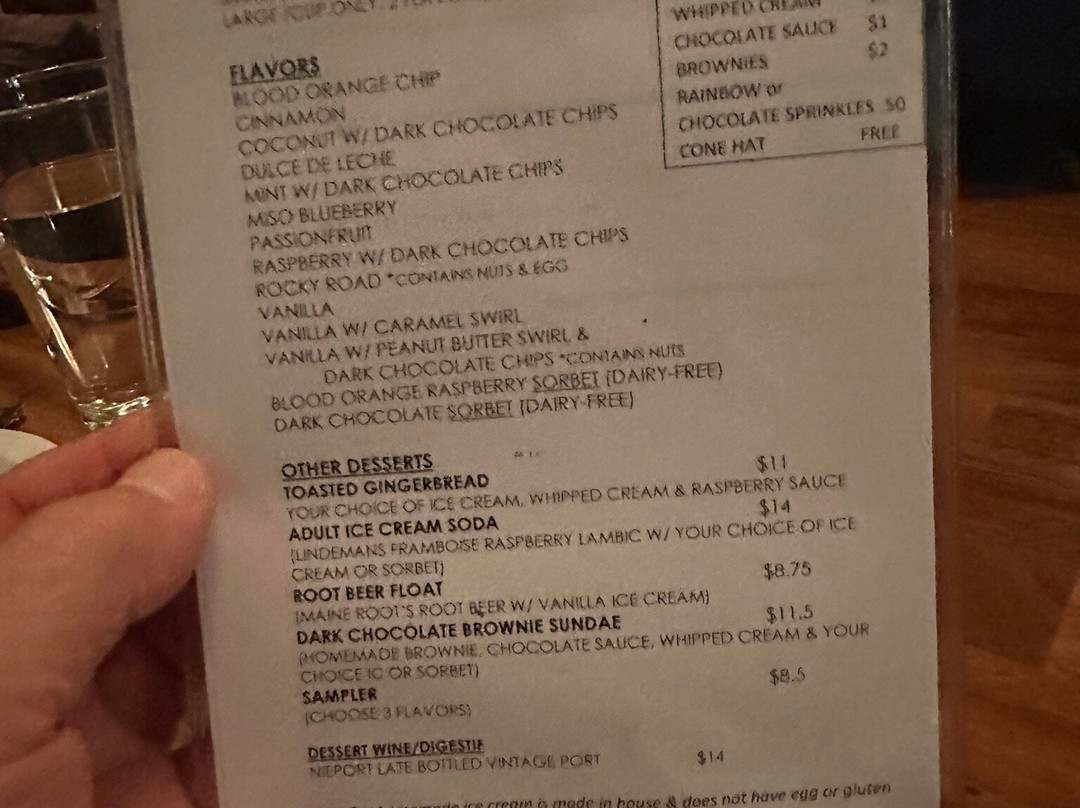 LARGE (CUP ONLY,
FLAVORS
BLOOD ORANGE CHIP
CINNAMON
COCONUT W/ DARK CHOCOLATE CHIPS
DULCE DE LECHE
MINT W/ DARK CHOCOLATE CHIPS
MISO BLUEBERRY
PASSIONFRUIT
RASPBERRY W/ DARK CHOCOLATE CHIPS
ROCKY ROAD *CONTAINS NUTS & EGG
VANILLA
VANILLA W/ CARAMEL SWIRL
VANILLA W/ PEANUT BUTTER SWIRL &
DARK CHOCOLATE CHIPS *CONTAINS NUTS
BLOOD ORANGE RASPBERRY SORBET (DAIRY-FREE)
DARK CHOCOLATE SORBET (DAIRY-FREE)
WHIPPED CREAM
CHOCOLATE SAUCE $1
BROWNIES $2
RAINBOW or
CHOCOLATE SPRINKLES 50
CONE HAT FREE
OTHER DESSERTS
TOASTED GINGERBREAD $11
YOUR CHOICE OF ICE CREAM, WHIPPED CREAM & RASPBERRY SAUCE
ADULT ICE CREAM SODA $14
(LINDEMANS FRAMBOISE RASPBERRY LAMBIC W/ YOUR CHOICE OF ICE
CREAM OR SORBET)
ROOT BEER FLOAT $8.75
(MAINE ROOT'S ROOT BEER W/ VANILLA ICE CREAM)
DARK CHOCOLATE BROWNIE SUNDAE $11.5
(HOMEMADE BROWNIE, CHOCOLATE SAUCE, WHIPPED CREAM & YOUR
CHOICE IC OR SORBET)
SAMPLER $8.5
(CHOOSE 3 FLAVORS)
DESSERT WINE/DIGESTIF
NIEPORT LATE BOTTLED VINTAGE PORT $14
ice cream is made in house & does not have egg or gluten